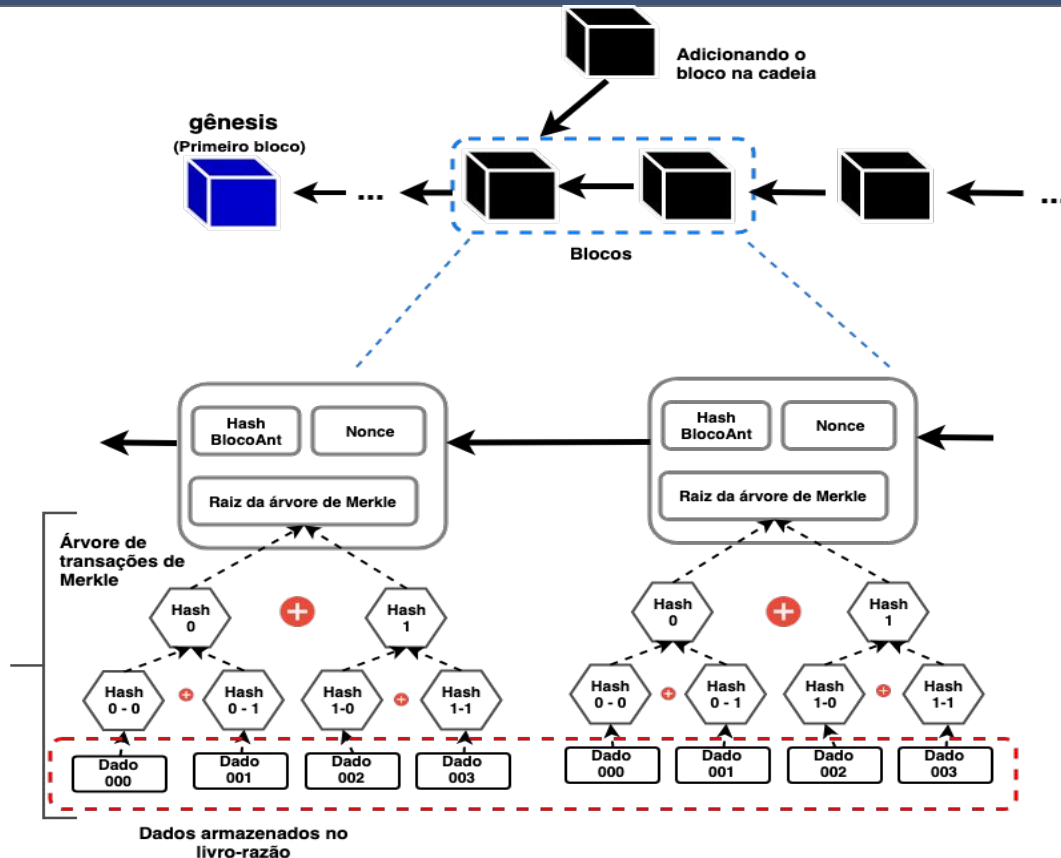 Adicionando o
bloco na cadeia
gênesis
(Primeiro bloco)
...
...
Blocos
Hash
BlocoAnt
Nonce
Raiz da árvore de Merkle
Hash
BlocoAnt
Nonce
Raiz da árvore de Merkle
Árvore de
transações de
Merkle
Hash
0
+
Hash
1
Hash
0
+
Hash
1
Hash
0 - 0
+
Hash
0 - 1
Hash
1-0
+
Hash
1-1
Hash
0 - 0
+
Hash
0 - 1
Hash
1-0
+
Hash
1-1
Dado
000
Dado
001
Dado
002
Dado
003
Dado
000
Dado
001
Dado
002
Dado
003
Dados armazenados no
livro-razão